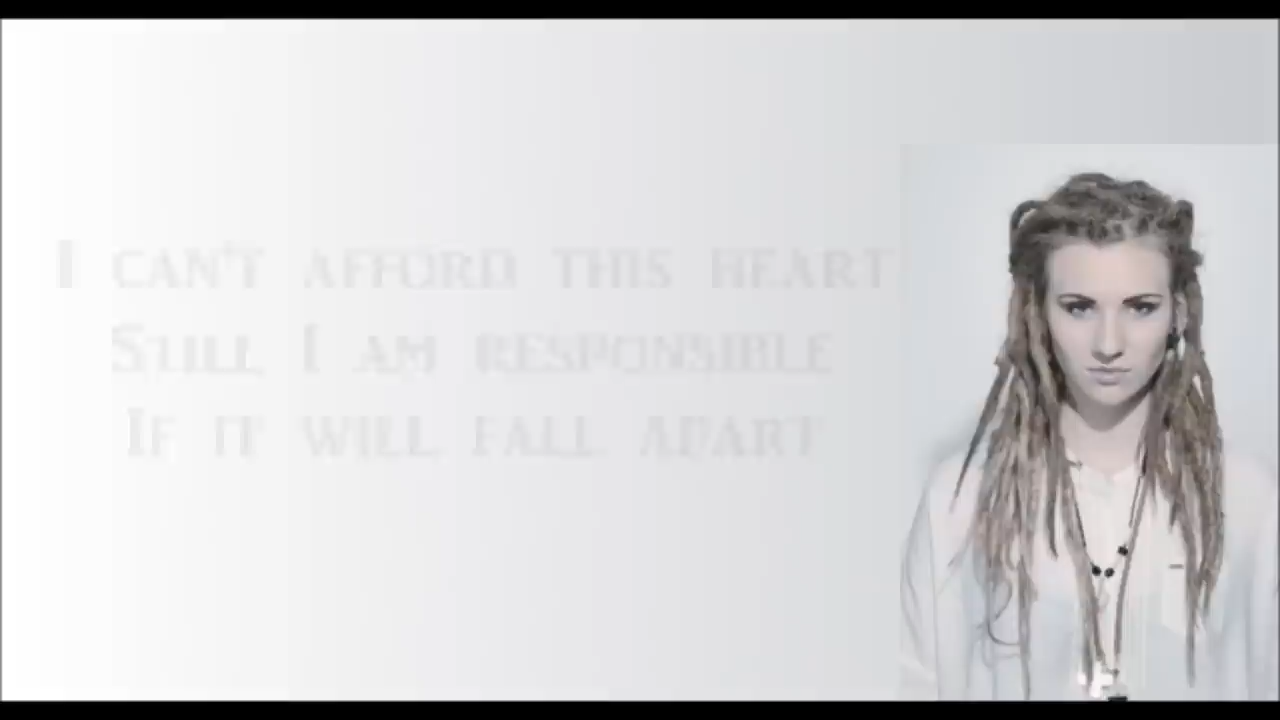 I can't afford this heart
Still I am responsible
If it will fall apart